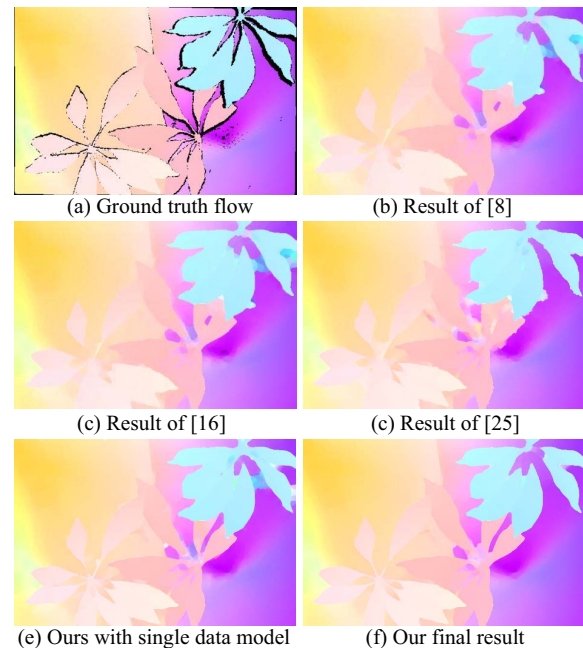 (a) Ground truth flow
(b) Result of [8]
(c) Result of [16]
(c) Result of [25]
(e) Ours with single data model
(f) Our final result